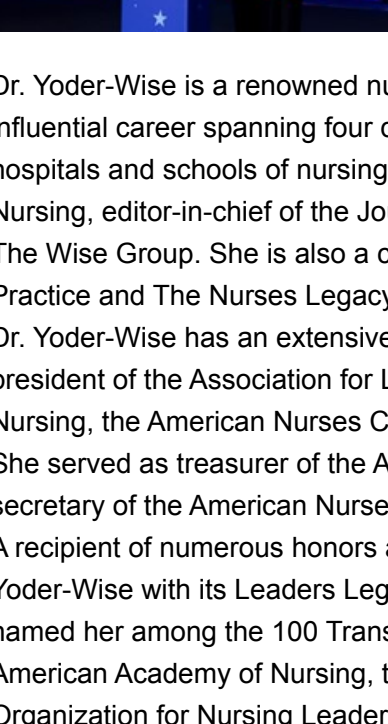 Dr. Yoder-Wise is a renowned nu
nfluential career spanning four
hospitals and schools of nursing
Nursing, editor-in-chief of the Jo
The Wise Group. She is also a c
Practice and The Nurses Legacy
Dr. Yoder-Wise has an extensive
president of the Association for L
Nursing, the American Nurses C
She served as treasurer of the A
secretary of the American Nurse
A recipient of numerous honors a
Yoder-Wise with its Leaders Leg
named her among the 100 Trans
American Academy of Nursing, t
Organization for Nursing Leader